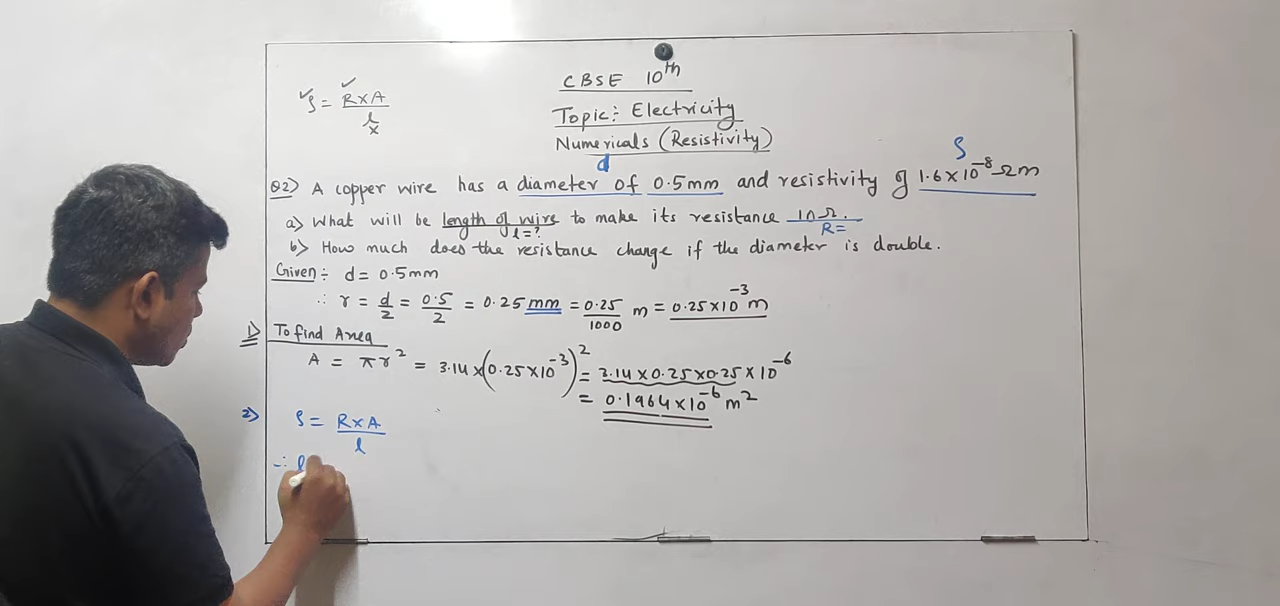 ρ = R×A / l
✓ ✓ x
CBSE 10th
Topic:- Electricity
Numericals (Resistivity)
d ρ
Q2> A copper wire has a diameter of 0.5mm and resistivity of 1.6×10⁻⁸ Ωm
a> What will be length of wire to make its resistance 10Ω.
l=? R=
b> How much does the resistance change if the diameter is double.
Given:- d = 0.5mm
∴ r = d/2 = 0.5/2 = 0.25 mm = 0.25/1000 m = 0.25×10⁻³ m
1> To find Area
A = πr² = 3.14×(0.25×10⁻³)² = 3.14×0.25×0.25×10⁻⁶
= 0.1964×10⁻⁶ m²
2> ρ = R×A / l
∴ l